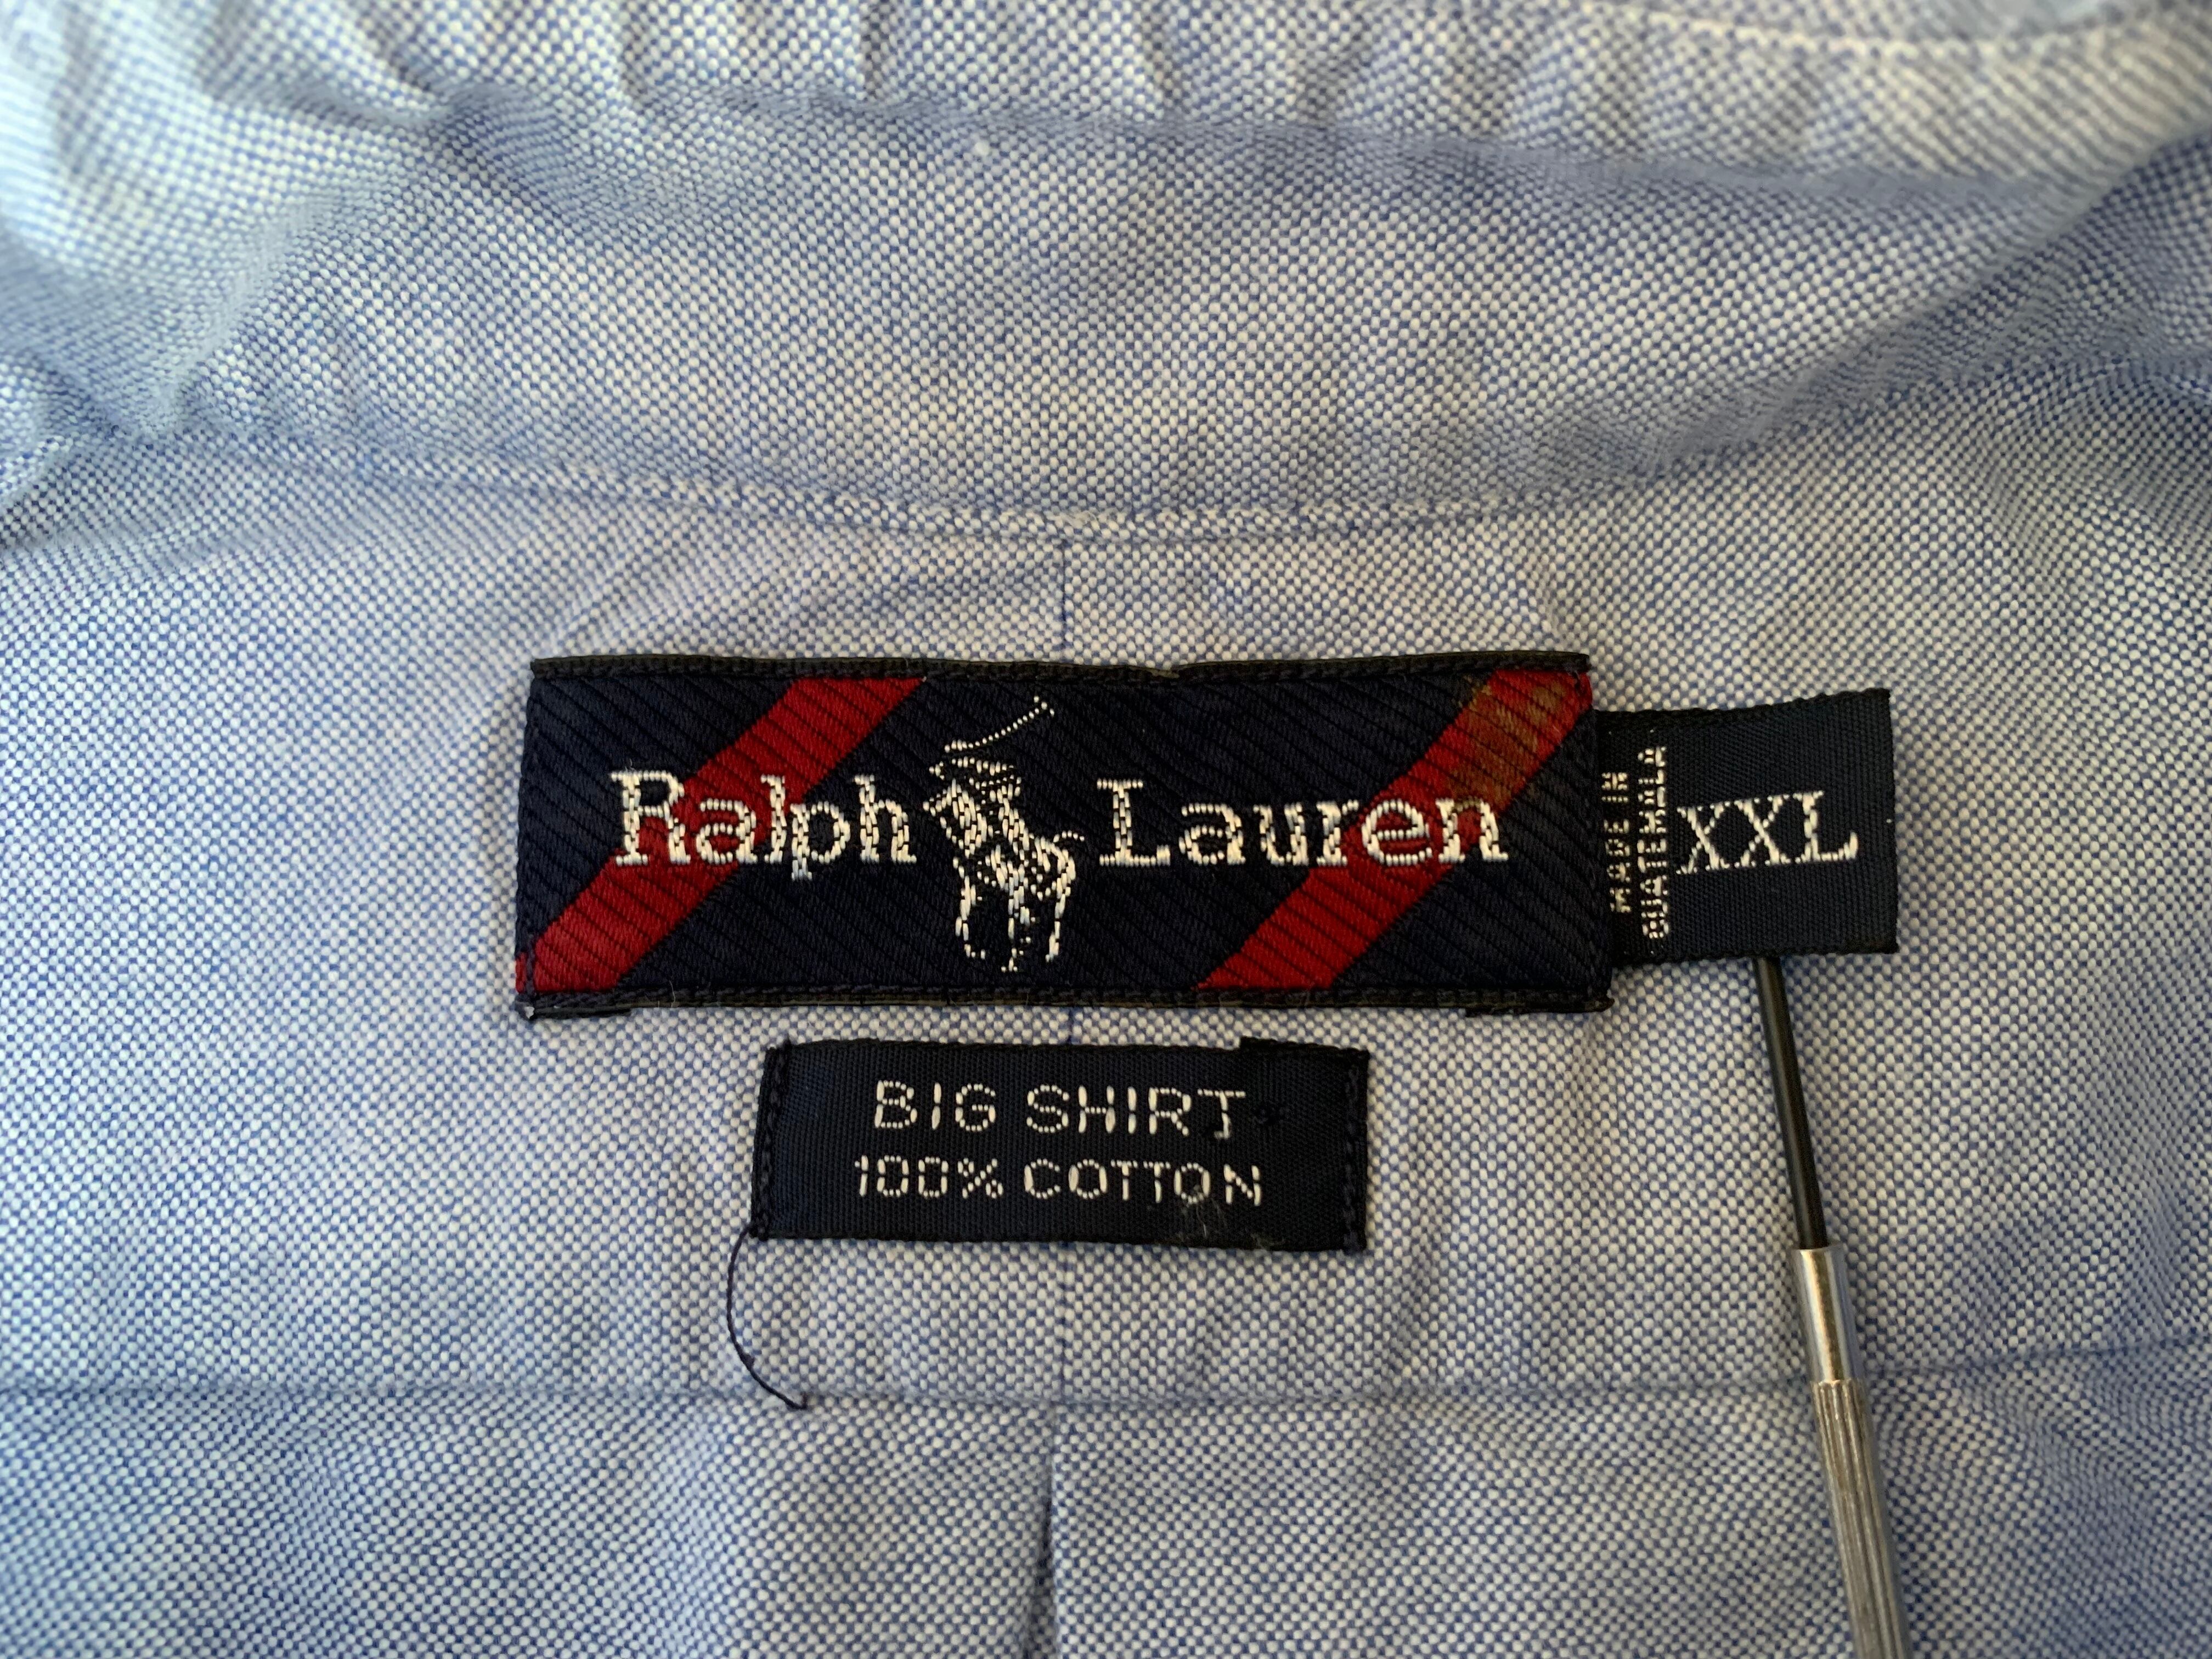 Ralph Lauren
MADE IN
GUATEMALA
XXL
BIG SHIRT
100% COTTON